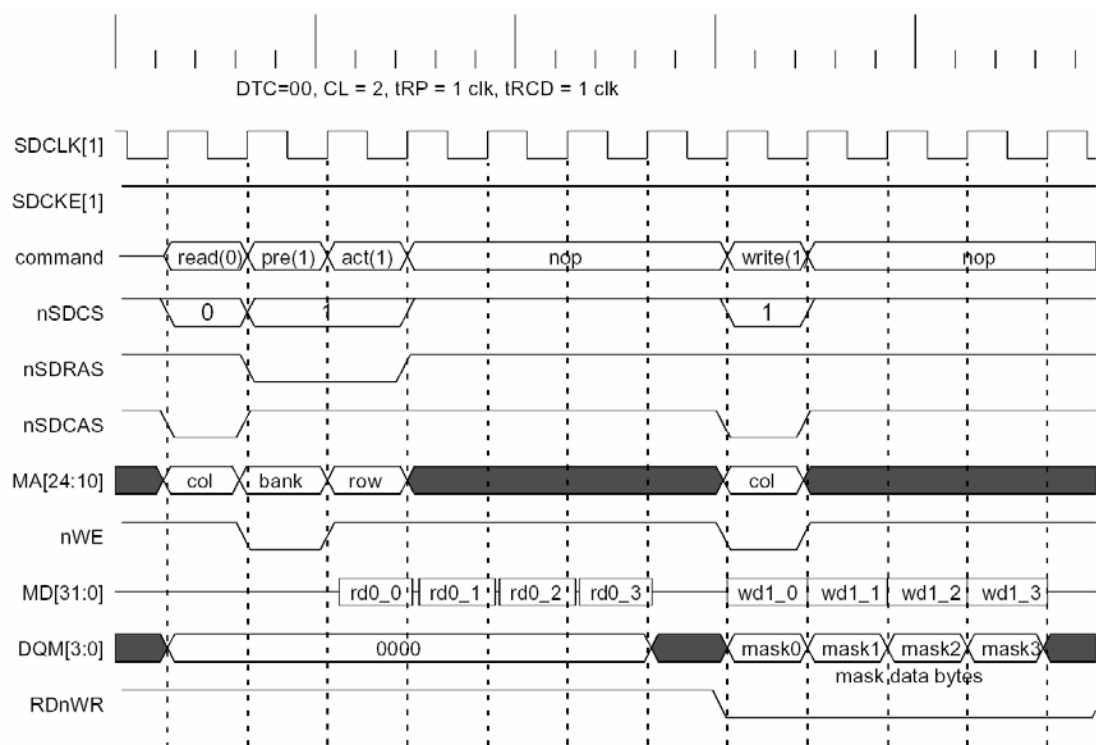 DTC=00, CL = 2, tRP = 1 clk, tRCD = 1 clk
SDCLK[1]
SDCKE[1]
command read(0) pre(1) act(1) nop write(1 nop
nSDCS 0 1 1
nSDRAS
nSDCAS
MA[24:10] col bank row col
nWE
MD[31:0] rd0_0 rd0_1 rd0_2 rd0_3 wd1_0 wd1_1 wd1_2 wd1_3
DQM[3:0] 0000 mask0 mask1 mask2 mask3
mask data bytes
RDnWR